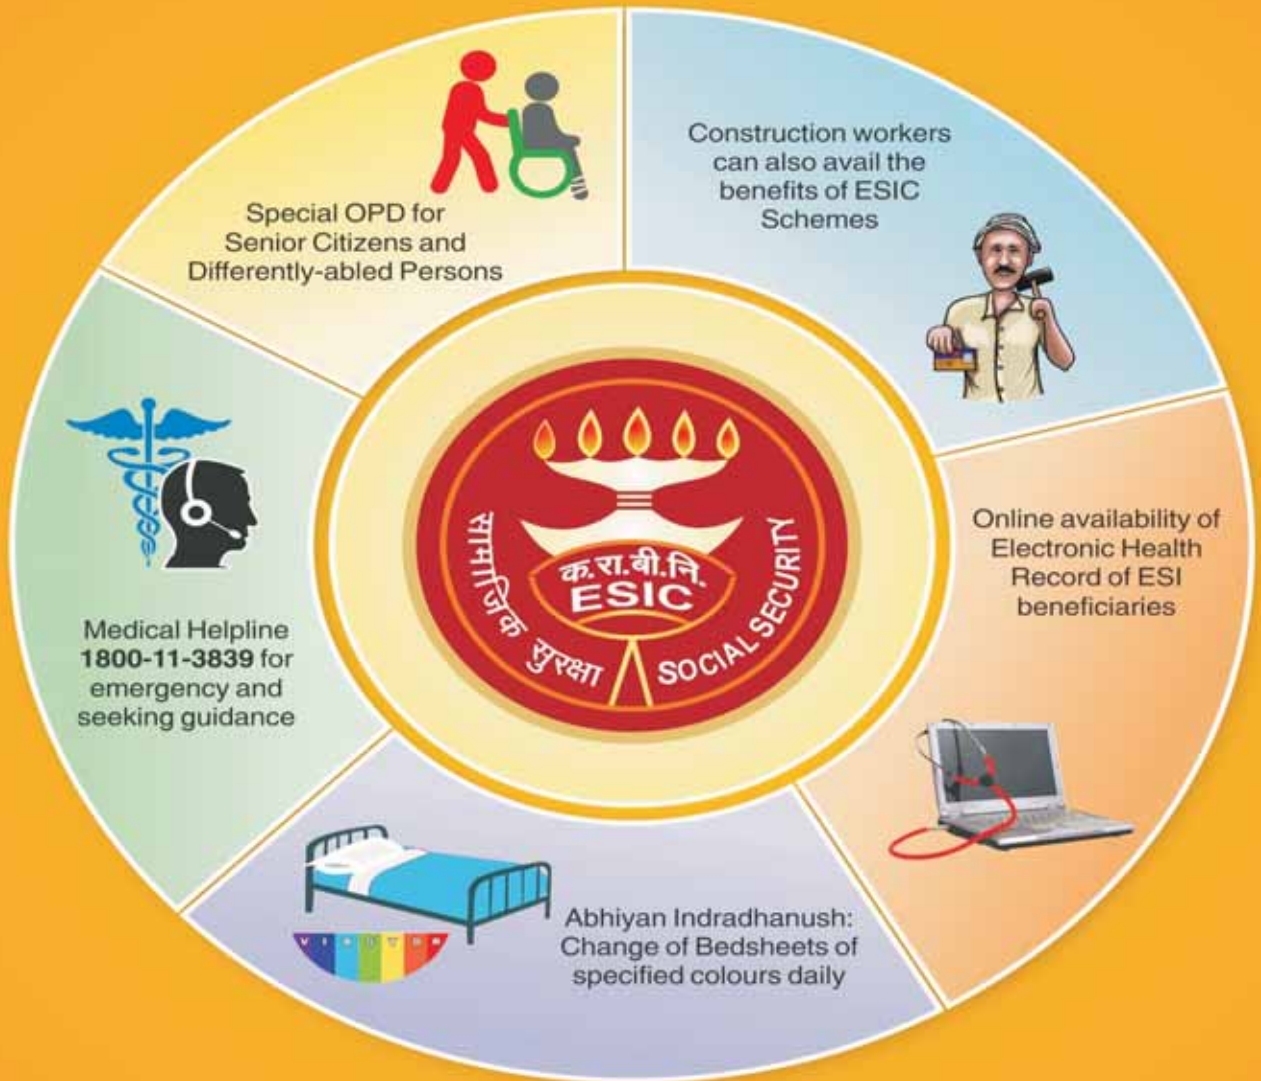 Special OPD for
Senior Citizens and
Differently-abled Persons
Construction workers
can also avail the
benefits of ESIC
Schemes
Online availability of
Electronic Health
Record of ESI
beneficiaries
Abhiyan Indradhanush:
Change of Bedsheets of
specified colours daily
V I B G Y O R
Medical Helpline
1800-11-3839 for
emergency and
seeking guidance
सामाजिक सुरक्षा
क.रा.बी.नि.
ESIC
SOCIAL SECURITY